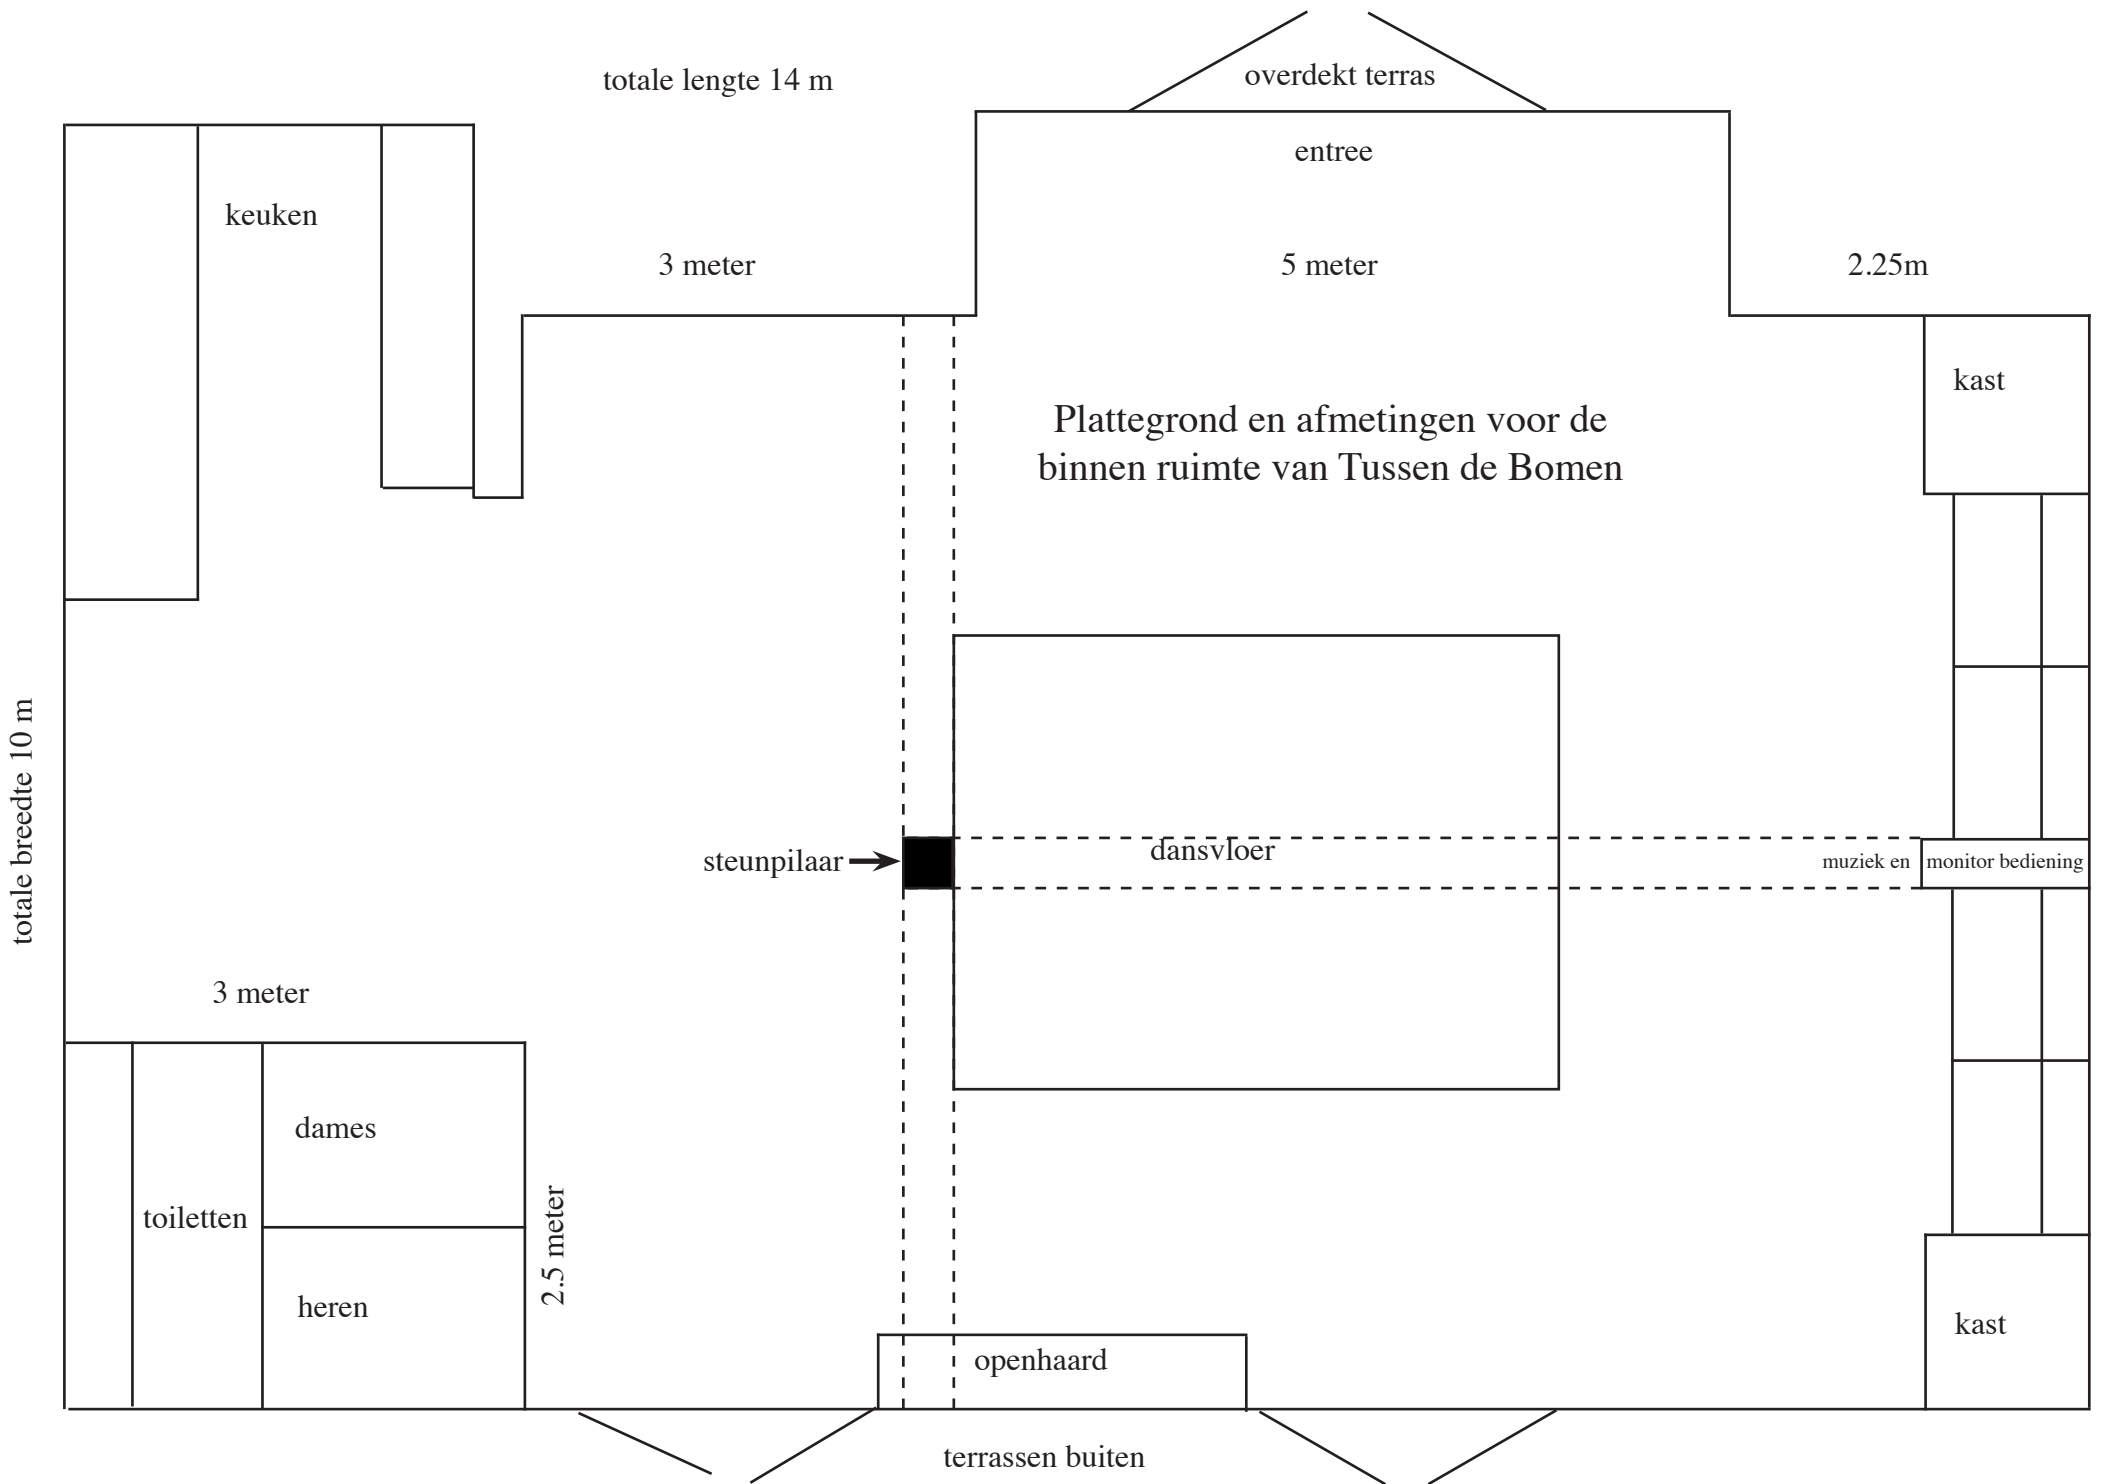 totale lengte 14 m
overdekt terras
entree
keuken
3 meter
5 meter
2.25m
kast
Plattegrond en afmetingen voor de
binnen ruimte van Tussen de Bomen
totale breedte 10 m
steunpilaar
dansvloer
muziek en
monitor bediening
3 meter
dames
toiletten
2.5 meter
heren
openhaard
kast
terrassen buiten